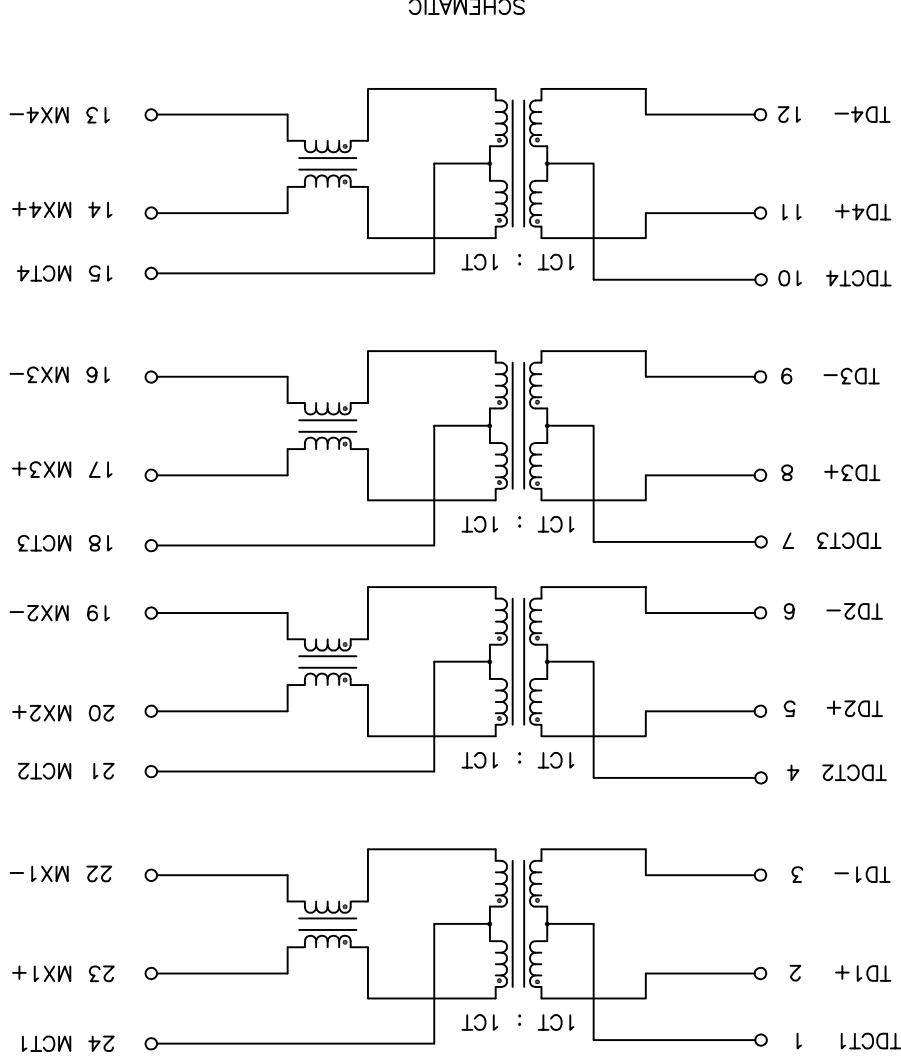 TDCT1 1 24 MCT1
1CT : 1CT
TD1+ 2 23 MX1+
TD1- 3 22 MX1-
TDCT2 4 21 MCT2
1CT : 1CT
TD2+ 5 20 MX2+
TD2- 6 19 MX2-
TDCT3 7 18 MCT3
1CT : 1CT
TD3+ 8 17 MX3+
TD3- 9 16 MX3-
TDCT4 10 15 MCT4
1CT : 1CT
TD4+ 11 14 MX4+
TD4- 12 13 MX4-
SCHEMATIC